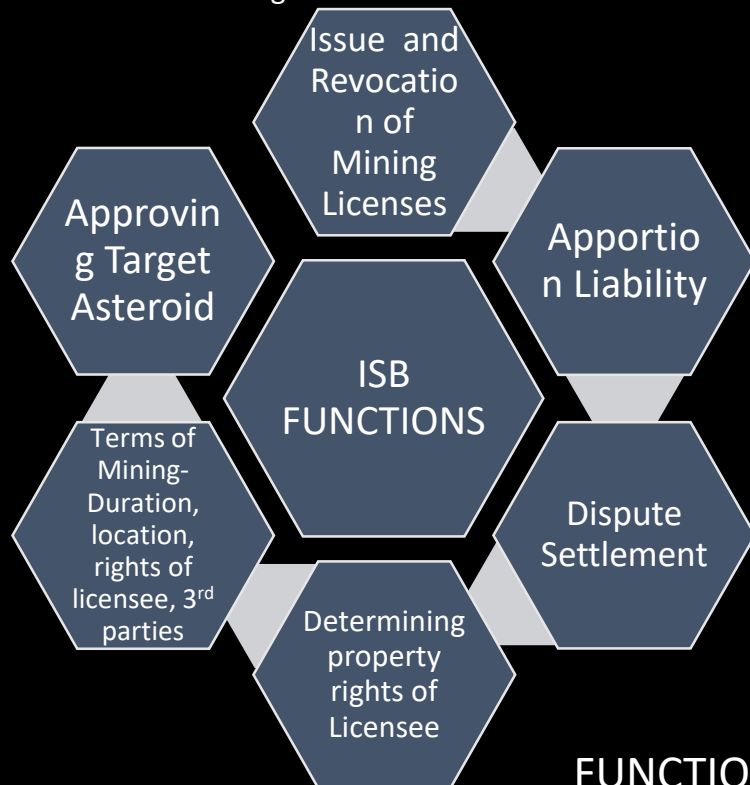 Issue and
Revocatio
n of
Mining
Licenses
Apportio
n Liability
Dispute
Settlement
Determining
property
rights of
Licensee
Terms of
Mining-
Duration,
location,
rights of
licensee, 3rd
parties
Approvin
g Target
Asteroid
ISB
FUNCTIONS
FUNCTIO